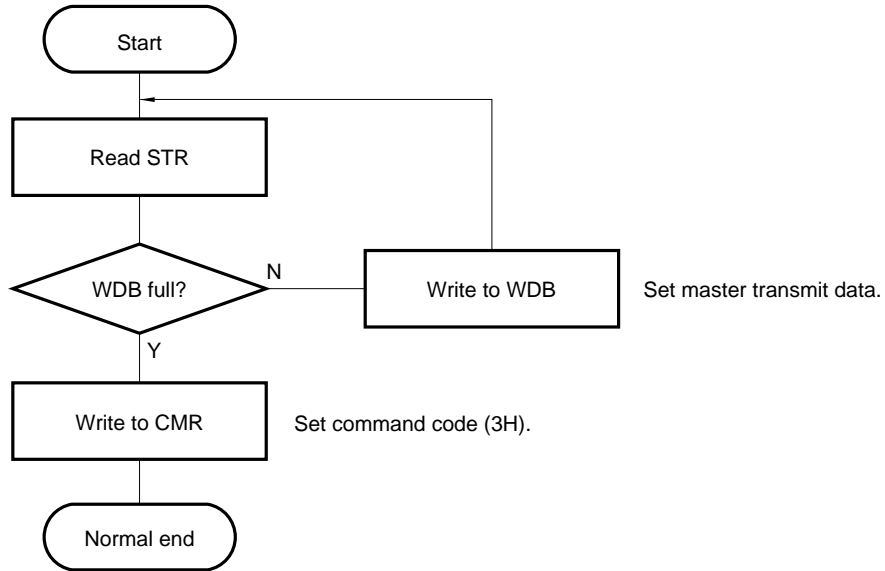 Start
Read STR
WDB full?
N
Write to WDB
Set master transmit data.
Y
Write to CMR
Set command code (3H).
Normal end